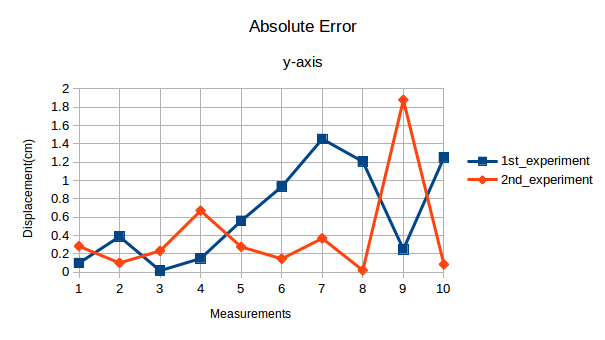 Absolute Error
y-axis
2
1.8
1.6
1.4
1.2
1
0.8
0.6
0.4
0.2
0
Displacement(cm)
1 2 3 4 5 6 7 8 9 10
Measurements
1st_experiment
2nd_experiment